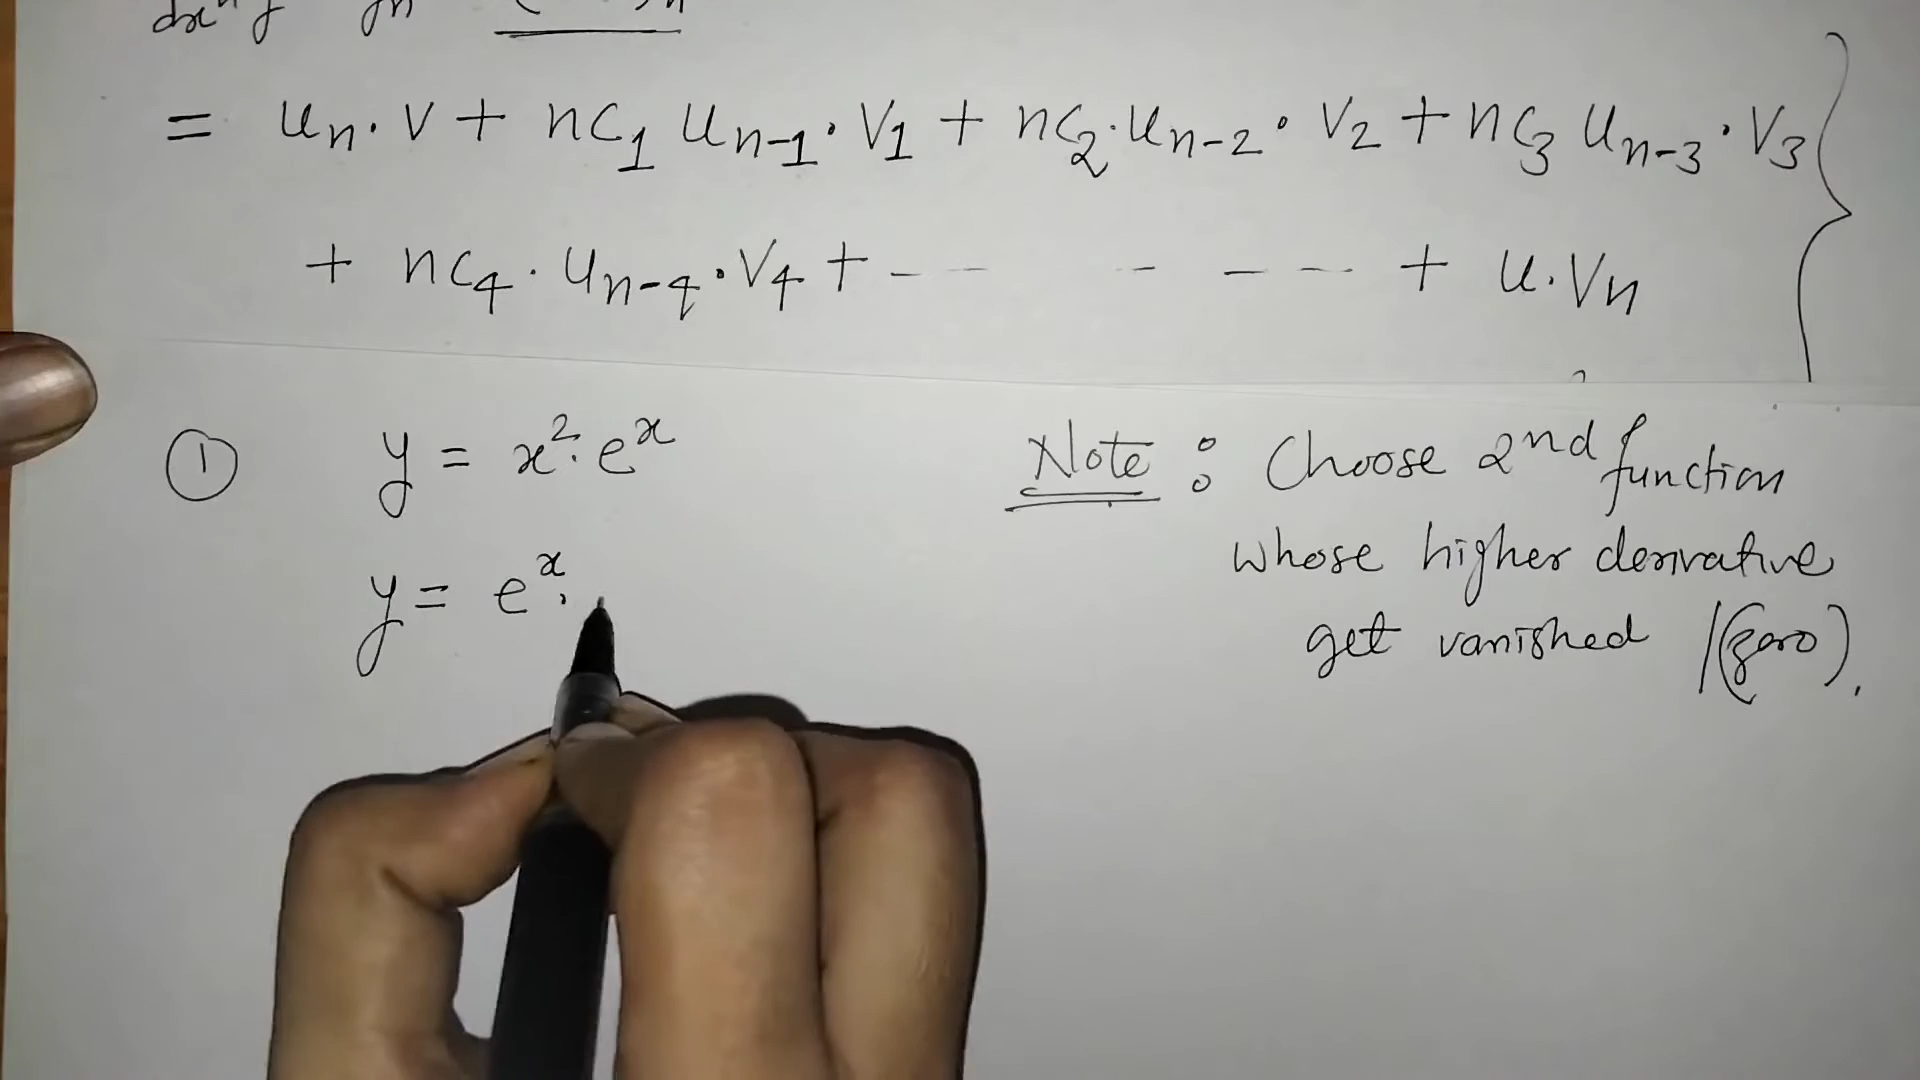 = un · v + nc1 un-1 · v1 + nc2 · un-2 · v2 + nc3 un-3 · v3
+ nc4 · un-4 · v4 + - - - - - + u · vn
① y = x² · eˣ
y = eˣ ·
Note : Choose 2nd function
whose higher derivative
get vanished /(zero).